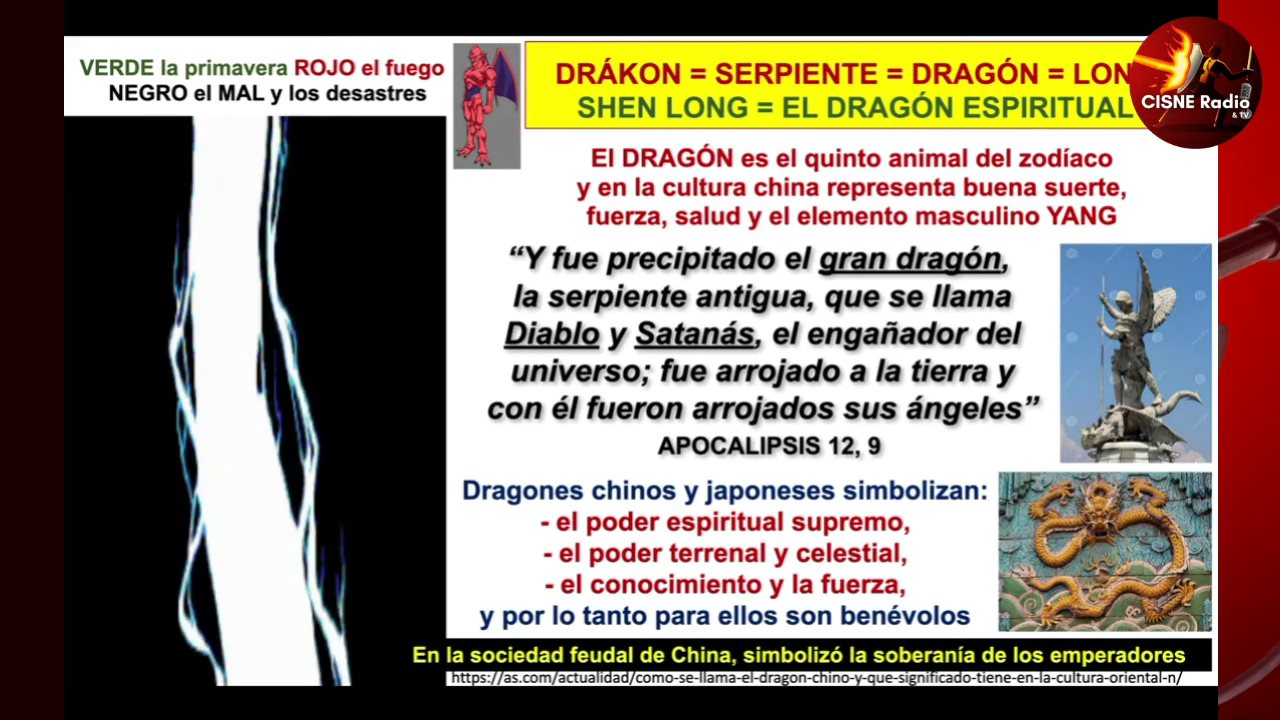 VERDE la primavera ROJO el fuego
NEGRO el MAL y los desastres
DRÁKON = SERPIENTE = DRAGÓN = LON
SHEN LONG = EL DRAGÓN ESPIRITUAL
CISNE Radio
& TV
El DRAGÓN es el quinto animal del zodíaco
y en la cultura china representa buena suerte,
fuerza, salud y el elemento masculino YANG
“Y fue precipitado el gran dragón,
la serpiente antigua, que se llama
Diablo y Satanás, el engañador del
universo; fue arrojado a la tierra y
con él fueron arrojados sus ángeles”
APOCALIPSIS 12, 9
Dragones chinos y japoneses simbolizan:
- el poder espiritual supremo,
- el poder terrenal y celestial,
- el conocimiento y la fuerza,
y por lo tanto para ellos son benévolos
En la sociedad feudal de China, simbolizó la soberanía de los emperadores
https://as.com/actualidad/como-se-llama-el-dragon-chino-y-que-significado-tiene-en-la-cultura-oriental-n/